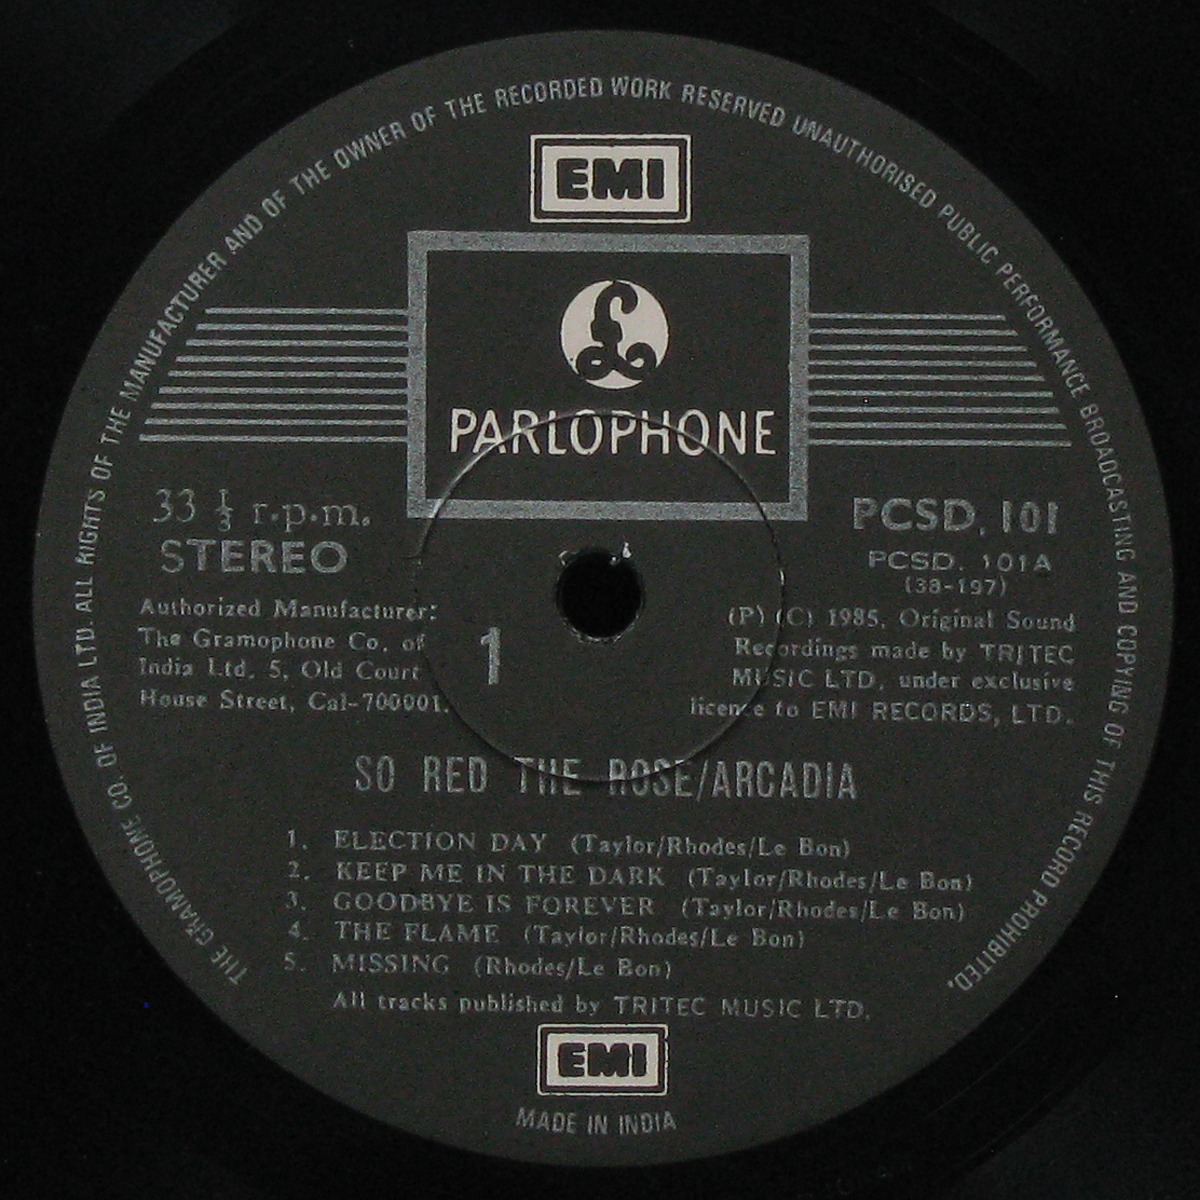 THE GRAMOPHONE CO. OF INDIA LTD. ALL RIGHTS OF THE MANUFACTURER AND OF THE OWNER OF THE RECORDED WORK RESERVED UNAUTHORISED PUBLIC PERFORMANCE BROADCASTING AND COPYING OF THIS RECORD PROHIBITED.
EMI
PARLOPHONE
33 1/3 r.p.m.
STEREO
PCSD. 101
PCSD. 101A
(38-197)
Authorized Manufacturer:
The Gramophone Co. of
India Ltd. 5, Old Court
House Street, Cal-700001.
1
(P) (C) 1985, Original Sound
Recordings made by TRITEC
MUSIC LTD. under exclusive
licence to EMI RECORDS, LTD.
SO RED THE ROSE/ARCADIA
1. ELECTION DAY (Taylor/Rhodes/Le Bon)
2. KEEP ME IN THE DARK (Taylor/Rhodes/Le Bon)
3. GOODBYE IS FOREVER (Taylor/Rhodes/Le Bon)
4. THE FLAME (Taylor/Rhodes/Le Bon)
5. MISSING (Rhodes/Le Bon)
All tracks published by TRITEC MUSIC LTD.
EMI
MADE IN INDIA